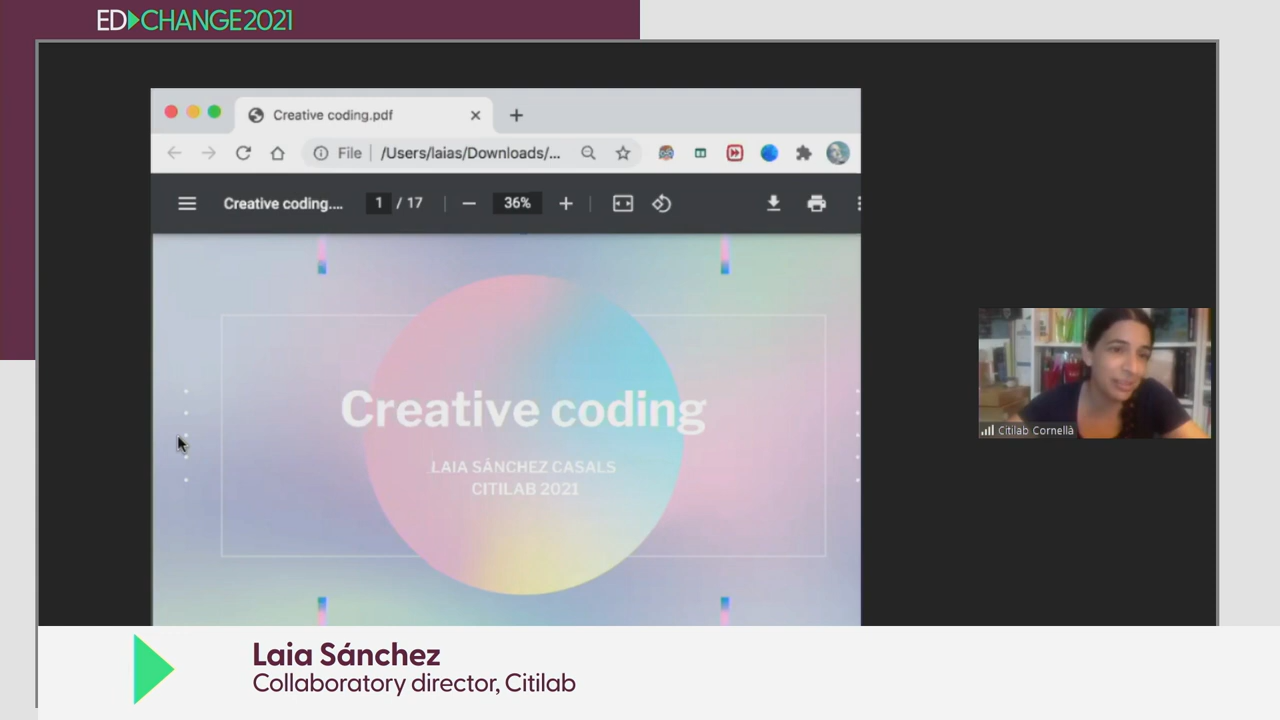 ED CHANGE2021
Creative coding.pdf
File /Users/laias/Downloads/...
Creative coding.... 1 / 17 36%
Creative coding
LAIA SÁNCHEZ CASALS
CITILAB 2021
Citilab Cornellà
Laia Sánchez
Collaboratory director, Citilab